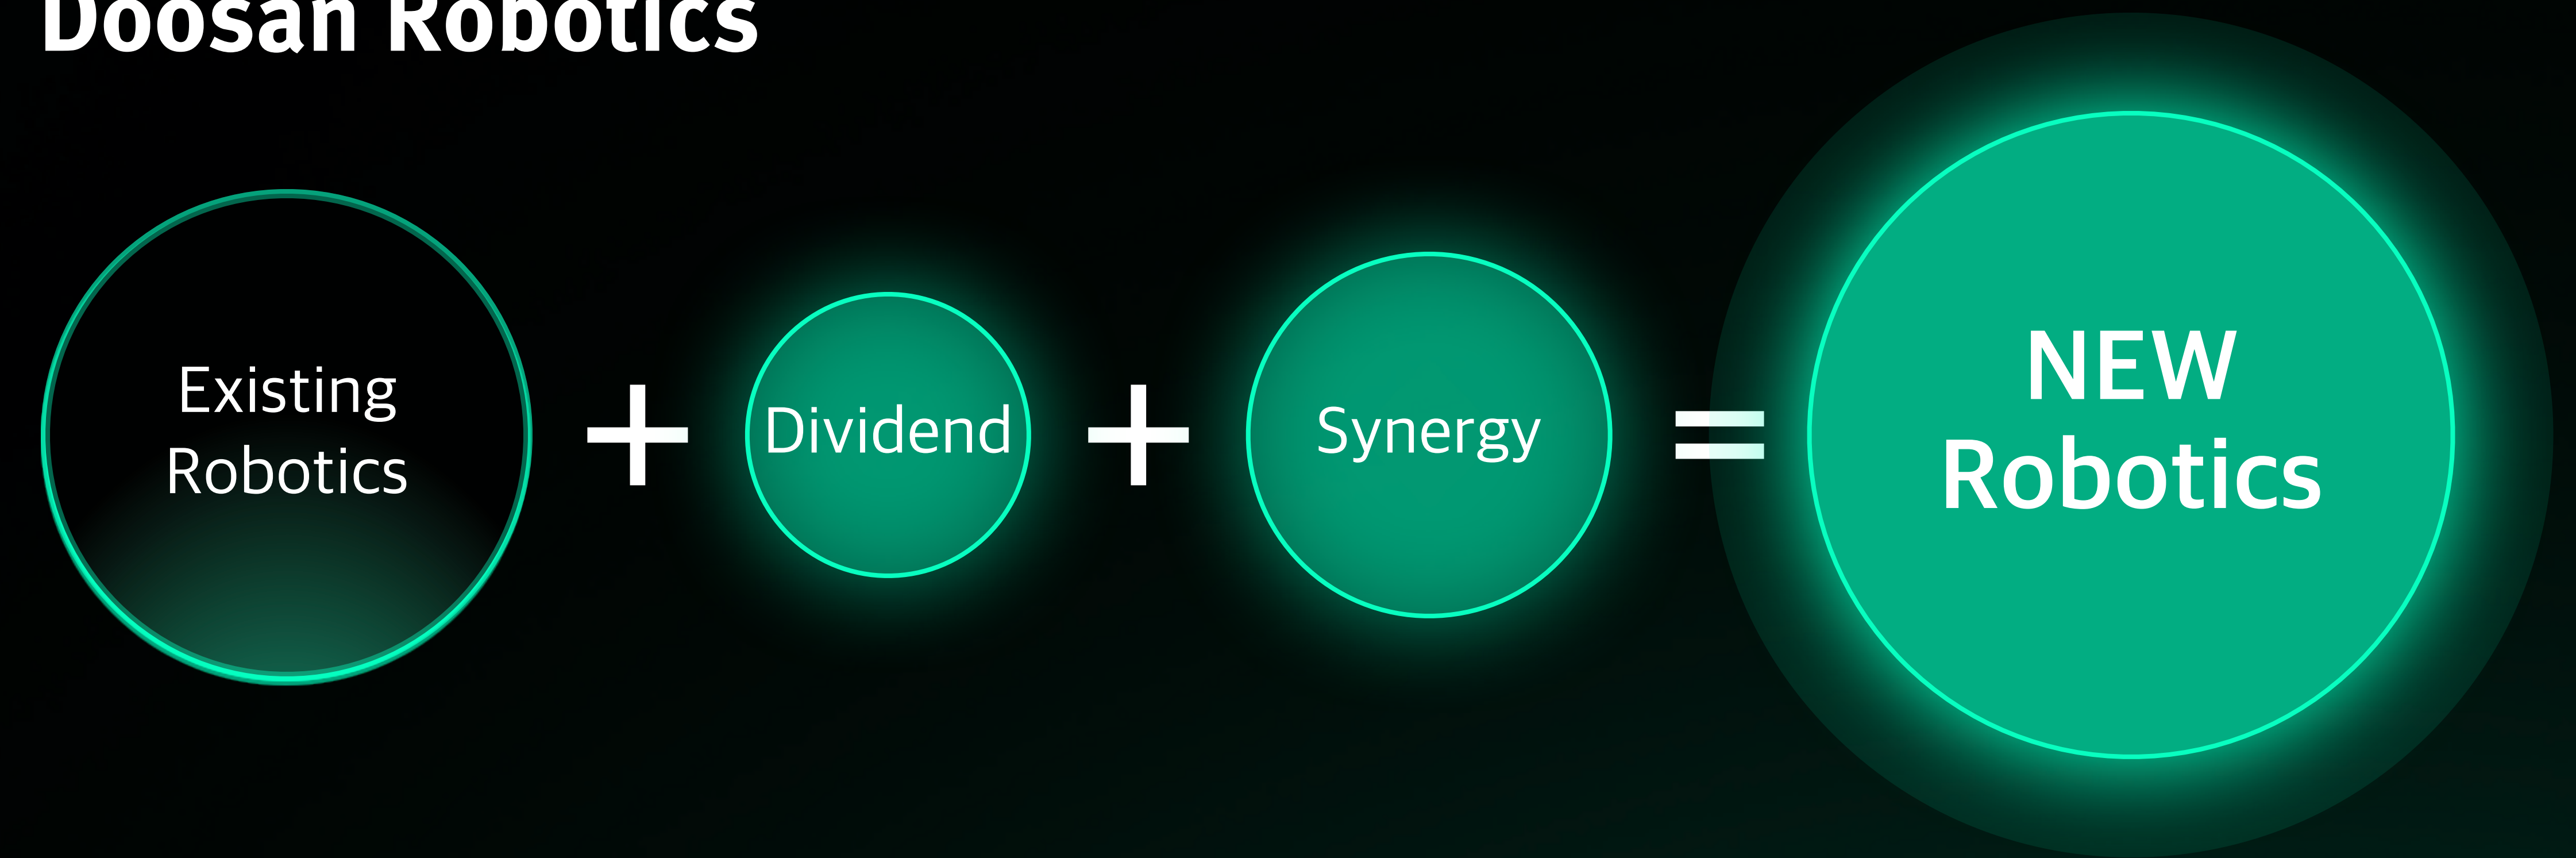 Doosan Robotics
Existing
Robotics
+
Dividend
+
Synergy
=
NEW
Robotics